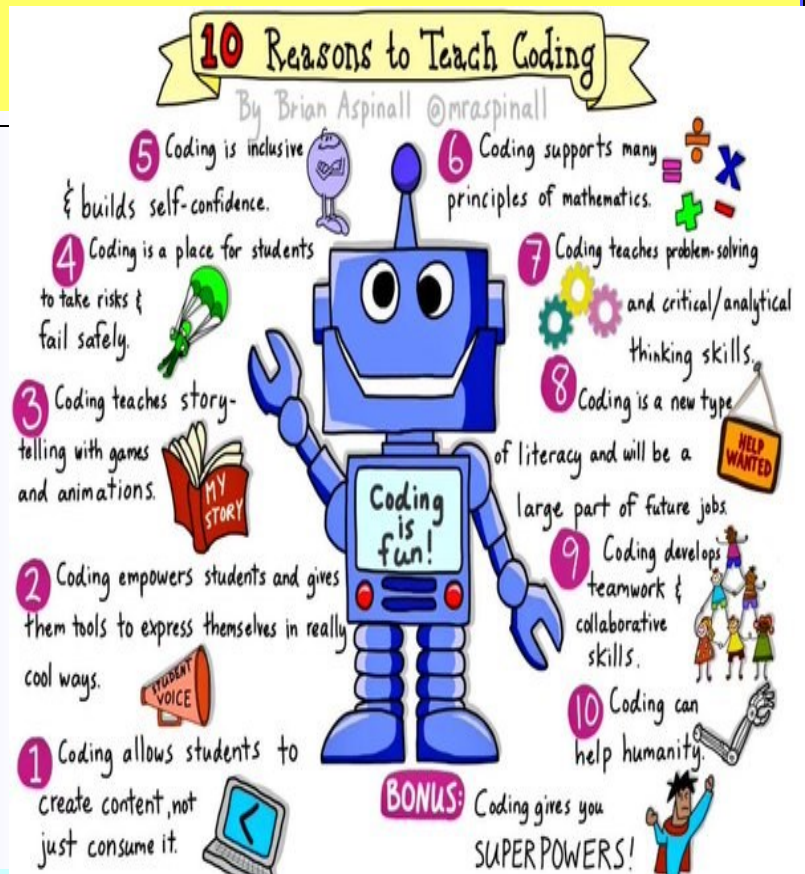 10 Reasons to Teach Coding
By Brian Aspinall @mraspinall
5 Coding is inclusive
& builds self-confidence.
4 Coding is a place for students
to take risks &
fail safely.
3 Coding teaches story-
telling with games
and animations.
MY
STORY
2 Coding empowers students and gives
them tools to express themselves in really
cool ways.
STUDENT
VOICE
1 Coding allows students to
create content, not
just consume it.
Coding
is
fun!
6 Coding supports many
principles of mathematics.
7 Coding teaches problem-solving
and critical/analytical
thinking skills.
8 Coding is a new type
of literacy and will be a
large part of future jobs.
HELP
WANTED
9 Coding develops
teamwork &
collaborative
skills.
10 Coding can
help humanity.
BONUS: Coding gives you
SUPERPOWERS!